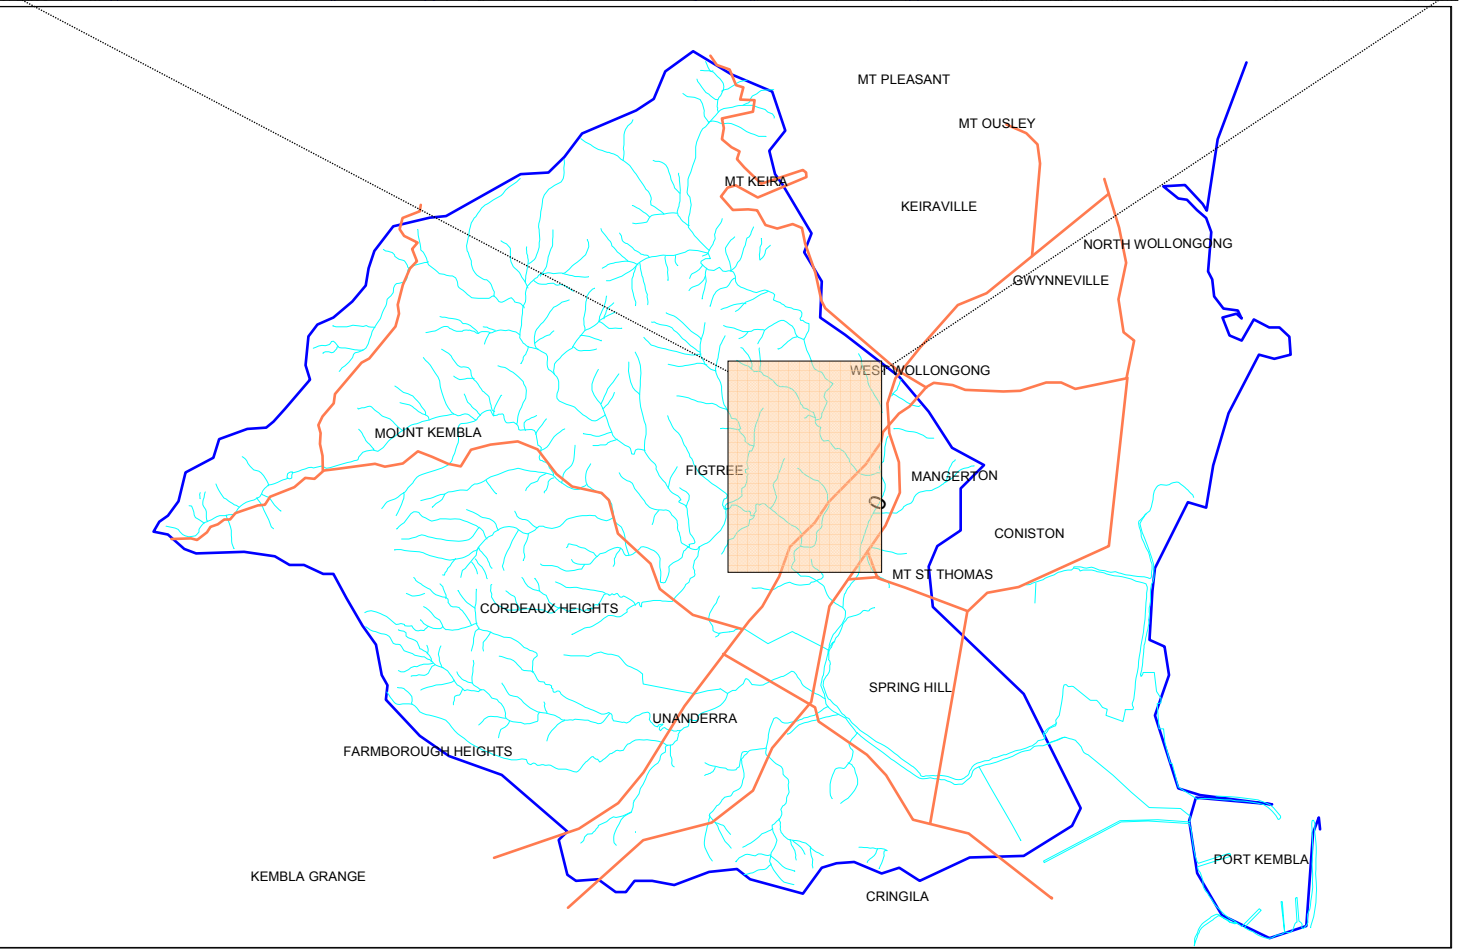 MT PLEASANT
MT OUSLEY
MT KEIRA
KEIRAVILLE
NORTH WOLLONGONG
GWYNNEVILLE
WEST WOLLONGONG
MOUNT KEMBLA
FIGTREE
MANGERTON
0
CONISTON
MT ST THOMAS
CORDEAUX HEIGHTS
SPRING HILL
UNANDERRA
FARMBOROUGH HEIGHTS
PORT KEMBLA
KEMBLA GRANGE
CRINGILA